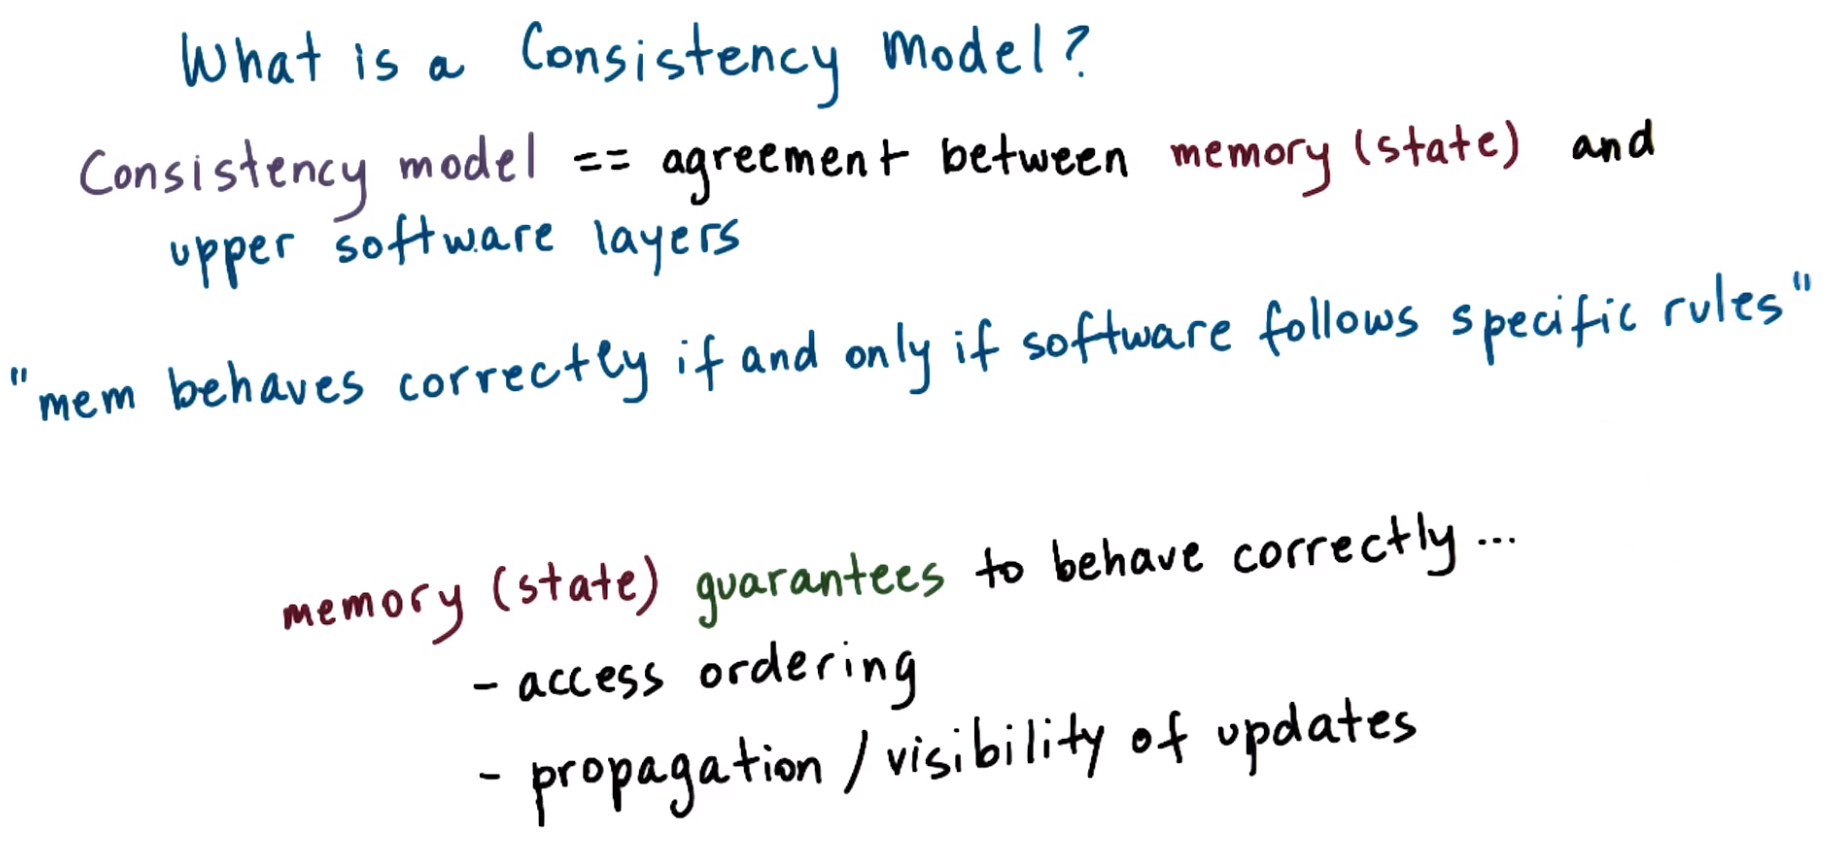 What is a Consistency Model?
Consistency model == agreement between memory (state) and
upper software layers
"mem behaves correctly if and only if software follows specific rules"
memory (state) guarantees to behave correctly...
- access ordering
- propagation / visibility of updates